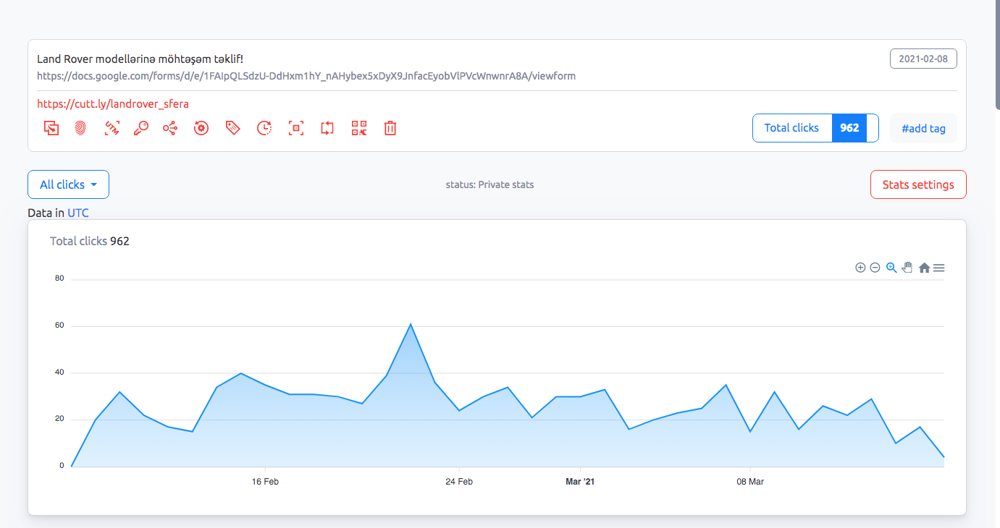 Land Rover modellərinə möhtəşəm təklif!
2021-02-08
https://docs.google.com/forms/d/e/1FAIpQLSdzU-DdHxm1hY_nAHybex5xDyX9JnfacEyobVlPVcWnwnrA8A/viewform
https://cutt.ly/landrover_sfera
UTM
Total clicks 962
#add tag
All clicks
status: Private stats
Stats settings
Data in UTC
Total clicks 962
80
60
40
20
0
16 Feb 24 Feb Mar '21 08 Mar